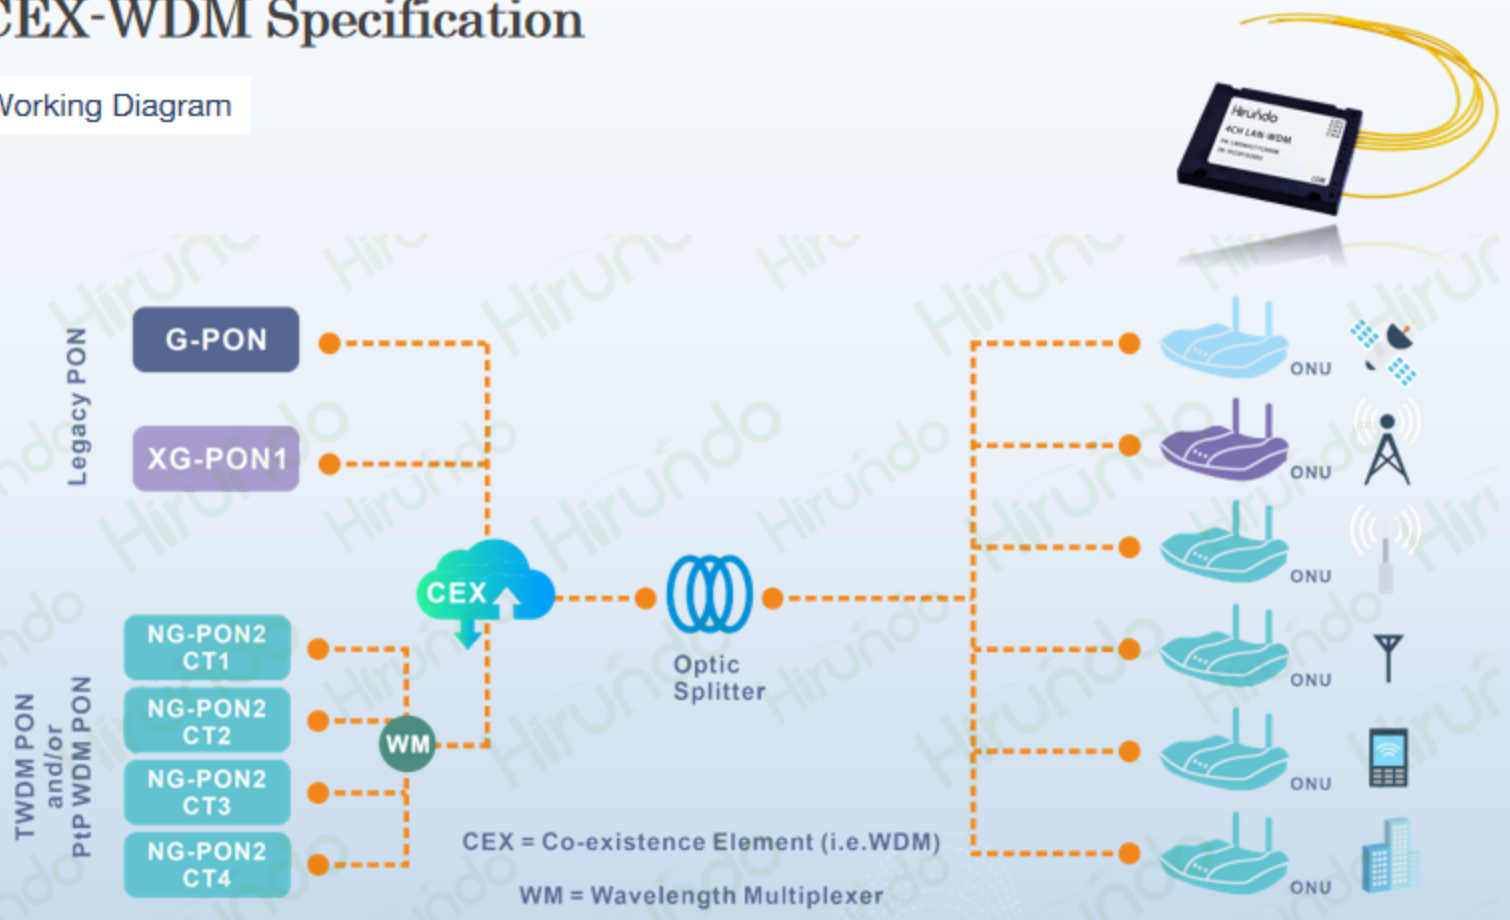 CEX-WDM Specification
Working Diagram
Hirundo
4CH LAN-WDM
COM
Legacy PON
G-PON
XG-PON1
TWDM PON
and/or
PtP WDM PON
NG-PON2
CT1
NG-PON2
CT2
NG-PON2
CT3
NG-PON2
CT4
WM
CEX
Optic
Splitter
ONU
ONU
ONU
ONU
ONU
ONU
CEX = Co-existence Element (i.e.WDM)
WM = Wavelength Multiplexer